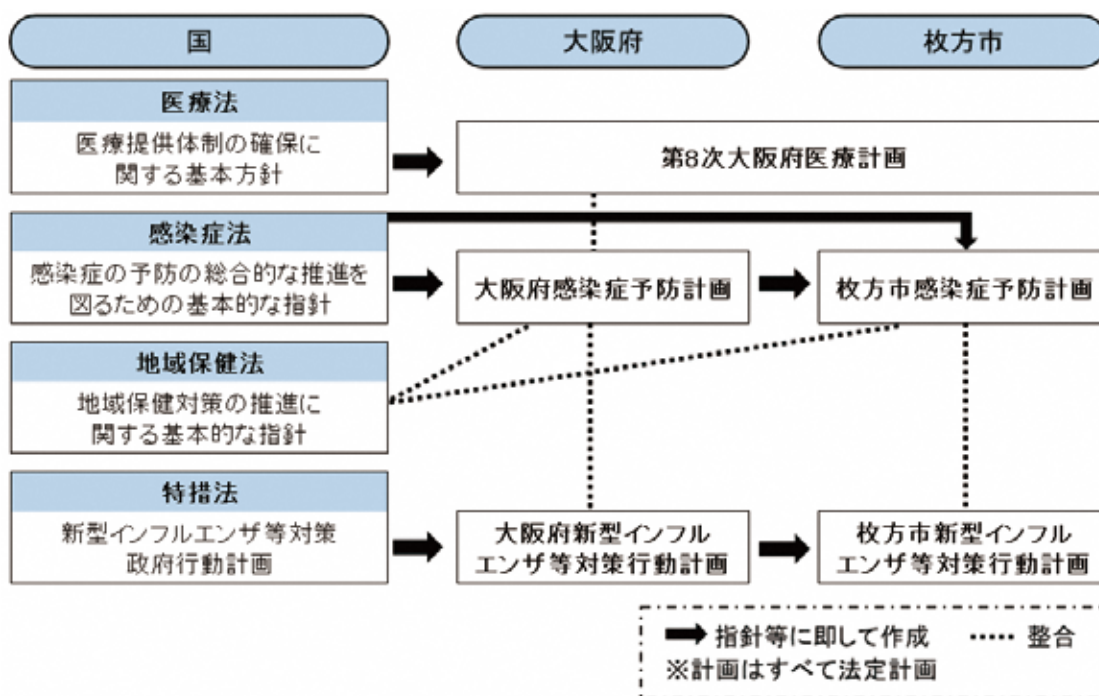 国
大阪府
枚方市
医療法
医療提供体制の確保に
関する基本方針
第8次大阪府医療計画
感染症法
感染症の予防の総合的な推進を
図るための基本的な指針
大阪府感染症予防計画
枚方市感染症予防計画
地域保健法
地域保健対策の推進に
関する基本的な指針
特措法
新型インフルエンザ等対策
政府行動計画
大阪府新型インフル
エンザ等対策行動計画
枚方市新型インフル
エンザ等対策行動計画
指針等に即して作成
整合
※計画はすべて法定計画